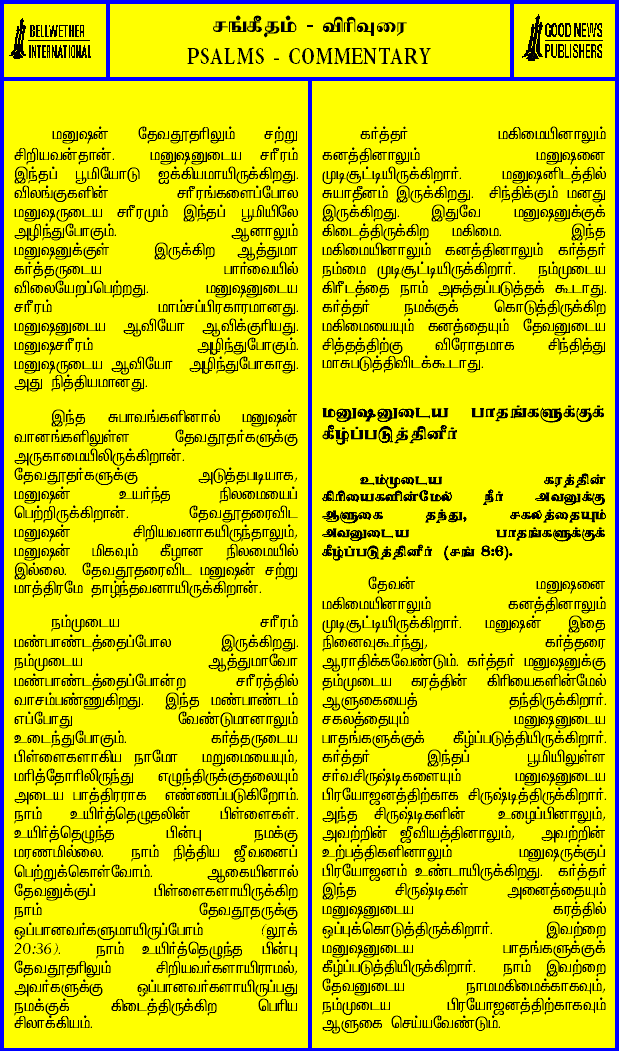 BELLWETHER
INTERNATIONAL
சங்கீதம் - விரிவுரை
PSALMS - COMMENTARY
GOOD NEWS
PUBLISHERS
மனுஷன் தேவதூதரிலும் சற்று
சிறியவன்தான். மனுஷனுடைய சரீரம்
இந்தப் பூமியோடு ஐக்கியமாயிருக்கிறது.
விலங்குகளின் சரீரங்களைப்போல
மனுஷருடைய சரீரமும் இந்தப் பூமியிலே
அழிந்துபோகும். ஆனாலும்
மனுஷனுக்குள் இருக்கிற ஆத்துமா
கர்த்தருடைய பார்வையில்
விலையேறப்பெற்றது. மனுஷனுடைய
சரீரம் மாம்சப்பிரகாரமானது.
மனுஷனுடைய ஆவியோ ஆவிக்குரியது.
மனுஷசரீரம் அழிந்துபோகும்.
மனுஷருடைய ஆவியோ அழிந்துபோகாது.
அது நித்தியமானது.
இந்த சுபாவங்களினால் மனுஷன்
வானங்களிலுள்ள தேவதூதர்களுக்கு
அருகாமையிலிருக்கிறான்.
தேவதூதர்களுக்கு அடுத்தபடியாக,
மனுஷன் உயர்ந்த நிலமையைப்
பெற்றிருக்கிறான். தேவதூதரைவிட
மனுஷன் சிறியவனாகயிருந்தாலும்,
மனுஷன் மிகவும் கீழான நிலமையில்
இல்லை. தேவதூதரைவிட மனுஷன் சற்று
மாத்திரமே தாழ்ந்தவனாயிருக்கிறான்.
நம்முடைய சரீரம்
மண்பாண்டத்தைப்போல இருக்கிறது.
நம்முடைய ஆத்துமாவோ
மண்பாண்டத்தைப்போன்ற சரீரத்தில்
வாசம்பண்ணுகிறது. இந்த மண்பாண்டம்
எப்போது வேண்டுமானாலும்
உடைந்துபோகும். கர்த்தருடைய
பிள்ளைகளாகிய நாமோ மறுமையையும்,
மரித்தோரிலிருந்து எழுந்திருக்குதலையும்
அடைய பாத்திரராக எண்ணப்படுகிறோம்.
நாம் உயிர்த்தெழுதலின் பிள்ளைகள்.
உயிர்த்தெழுந்த பின்பு நமக்கு
மரணமில்லை. நாம் நித்திய ஜீவனைப்
பெற்றுக்கொள்வோம். ஆகையினால்
தேவனுக்குப் பிள்ளைகளாயிருக்கிற
நாம் தேவதூதருக்கு
ஒப்பானவர்களுமாயிருப்போம் (லூக்
20:36). நாம் உயிர்த்தெழுந்த பின்பு
தேவதூதரிலும் சிறியவர்களாயிராமல்,
அவர்களுக்கு ஒப்பானவர்களாயிருப்பது
நமக்குக் கிடைத்திருக்கிற பெரிய
சிலாக்கியம்.
கர்த்தர் மகிமையினாலும்
கனத்தினாலும் மனுஷனை
முடிசூட்டியிருக்கிறார். மனுஷனிடத்தில்
சுயாதீனம் இருக்கிறது. சிந்திக்கும் மனது
இருக்கிறது. இதுவே மனுஷனுக்குக்
கிடைத்திருக்கிற மகிமை. இந்த
மகிமையினாலும் கனத்தினாலும் கர்த்தர்
நம்மை முடிசூட்டியிருக்கிறார். நம்முடைய
கிரீடத்தை நாம் அசுத்தப்படுத்தக் கூடாது.
கர்த்தர் நமக்குக் கொடுத்திருக்கிற
மகிமையையும் கனத்தையும் தேவனுடைய
சித்தத்திற்கு விரோதமாக சிந்தித்து
மாசுபடுத்திவிடக்கூடாது.
மனுஷனுடைய பாதங்களுக்குக்
கீழ்ப்படுத்தினீர்
உம்முடைய கரத்தின்
கிரியைகளின்மேல் நீர் அவனுக்கு
ஆளுகை தந்து, சகலத்தையும்
அவனுடைய பாதங்களுக்குக்
கீழ்ப்படுத்தினீர் (சங் 8:6).
தேவன் மனுஷனை
மகிமையினாலும் கனத்தினாலும்
முடிசூட்டியிருக்கிறார். மனுஷன் இதை
நினைவுகூர்ந்து, கர்த்தரை
ஆராதிக்கவேண்டும். கர்த்தர் மனுஷனுக்கு
தம்முடைய கரத்தின் கிரியைகளின்மேல்
ஆளுகையைத் தந்திருக்கிறார்.
சகலத்தையும் மனுஷனுடைய
பாதங்களுக்குக் கீழ்ப்படுத்தியிருக்கிறார்.
கர்த்தர் இந்தப் பூமியிலுள்ள
சர்வசிருஷ்டிகளையும் மனுஷனுடைய
பிரயோஜனத்திற்காக சிருஷ்டித்திருக்கிறார்.
அந்த சிருஷ்டிகளின் உழைப்பினாலும்,
அவற்றின் ஜீவியத்தினாலும், அவற்றின்
உற்பத்திகளினாலும் மனுஷருக்குப்
பிரயோஜனம் உண்டாயிருக்கிறது. கர்த்தர்
இந்த சிருஷ்டிகள் அனைத்தையும்
மனுஷனுடைய கரத்தில்
ஒப்புக்கொடுத்திருக்கிறார். இவற்றை
மனுஷனுடைய பாதங்களுக்குக்
கீழ்ப்படுத்தியிருக்கிறார். நாம் இவற்றை
தேவனுடைய நாமமகிமைக்காகவும்,
நம்முடைய பிரயோஜனத்திற்காகவும்
ஆளுகை செய்யவேண்டும்.